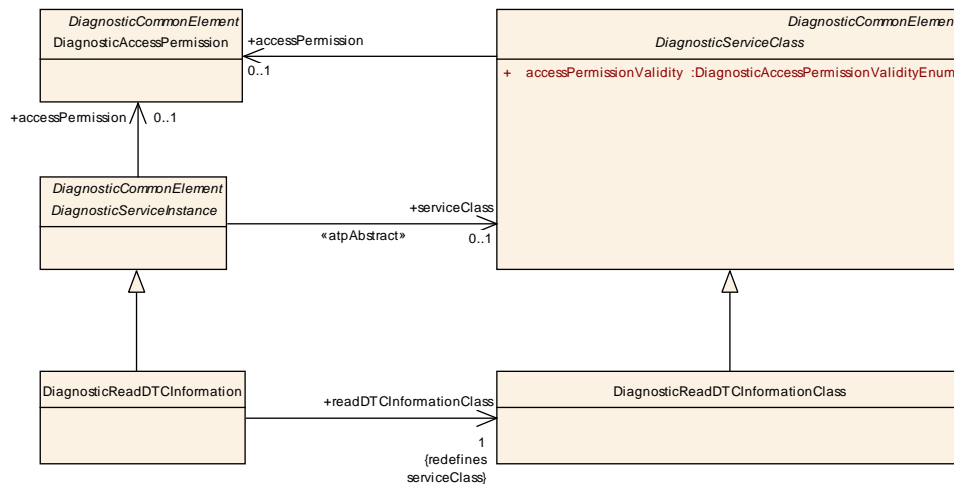 DiagnosticCommonElement
DiagnosticAccessPermission
+accessPermission
0..1
DiagnosticCommonElement
DiagnosticServiceClass
+ accessPermissionValidity :DiagnosticAccessPermissionValidityEnum
+accessPermission
0..1
DiagnosticCommonElement
DiagnosticServiceInstance
+serviceClass
«atpAbstract»
0..1
DiagnosticReadDTCInformation
+readDTCInformationClass
1
{redefines
serviceClass}
DiagnosticReadDTCInformationClass